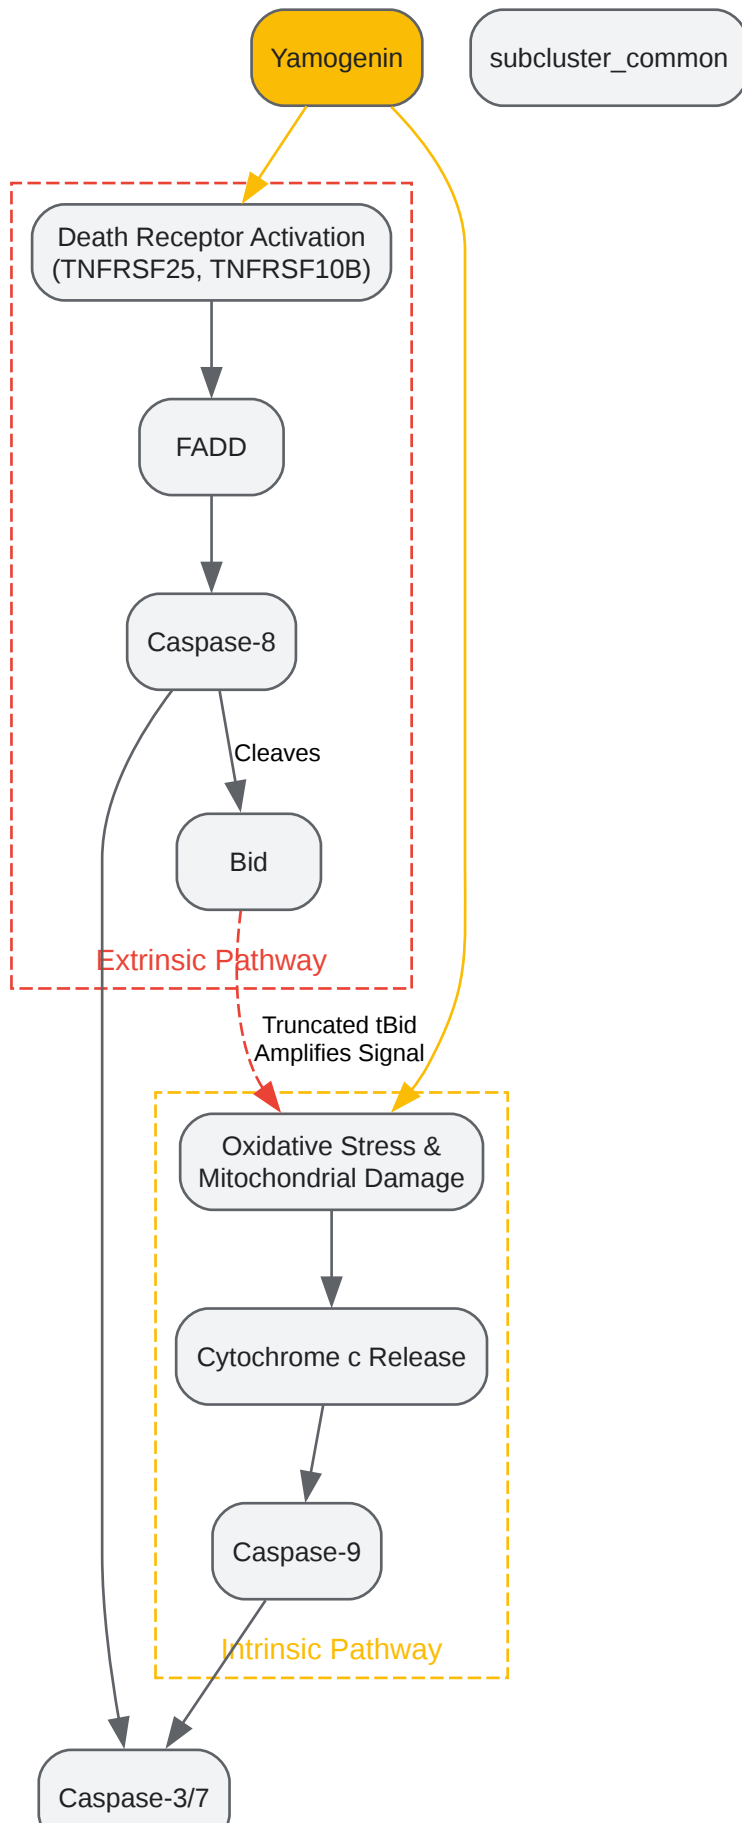 Yamogenin
subcluster_common
Death Receptor Activation
(TNFRSF25, TNFRSF10B)
FADD
Caspase-8
Cleaves
Bid
Extrinsic Pathway
Truncated tBid
Amplifies Signal
Oxidative Stress &
Mitochondrial Damage
Cytochrome c Release
Caspase-9
Intrinsic Pathway
Caspase-3/7